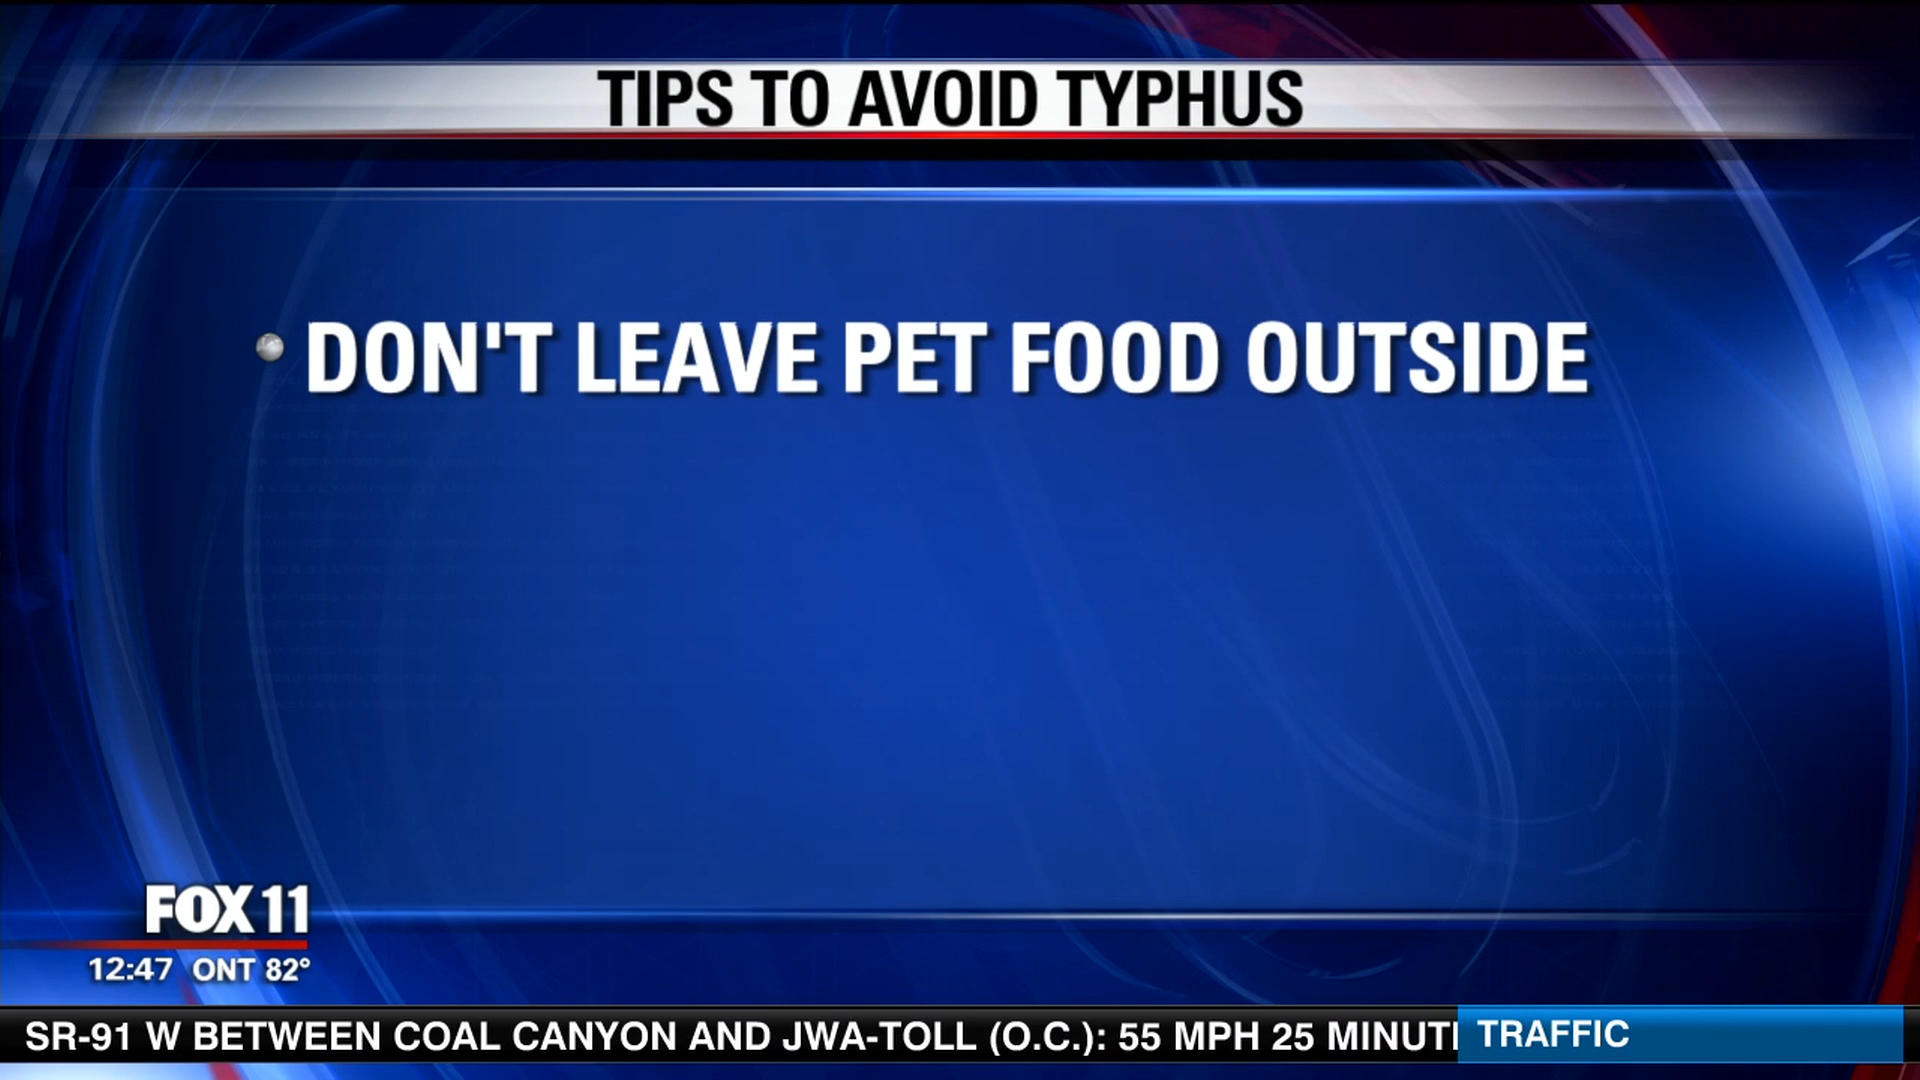 TIPS TO AVOID TYPHUS
DON'T LEAVE PET FOOD OUTSIDE
FOX 11
12:47 ONT 82°
SR-91 W BETWEEN COAL CANYON AND JWA-TOLL (O.C.): 55 MPH 25 MINUT
TRAFFIC